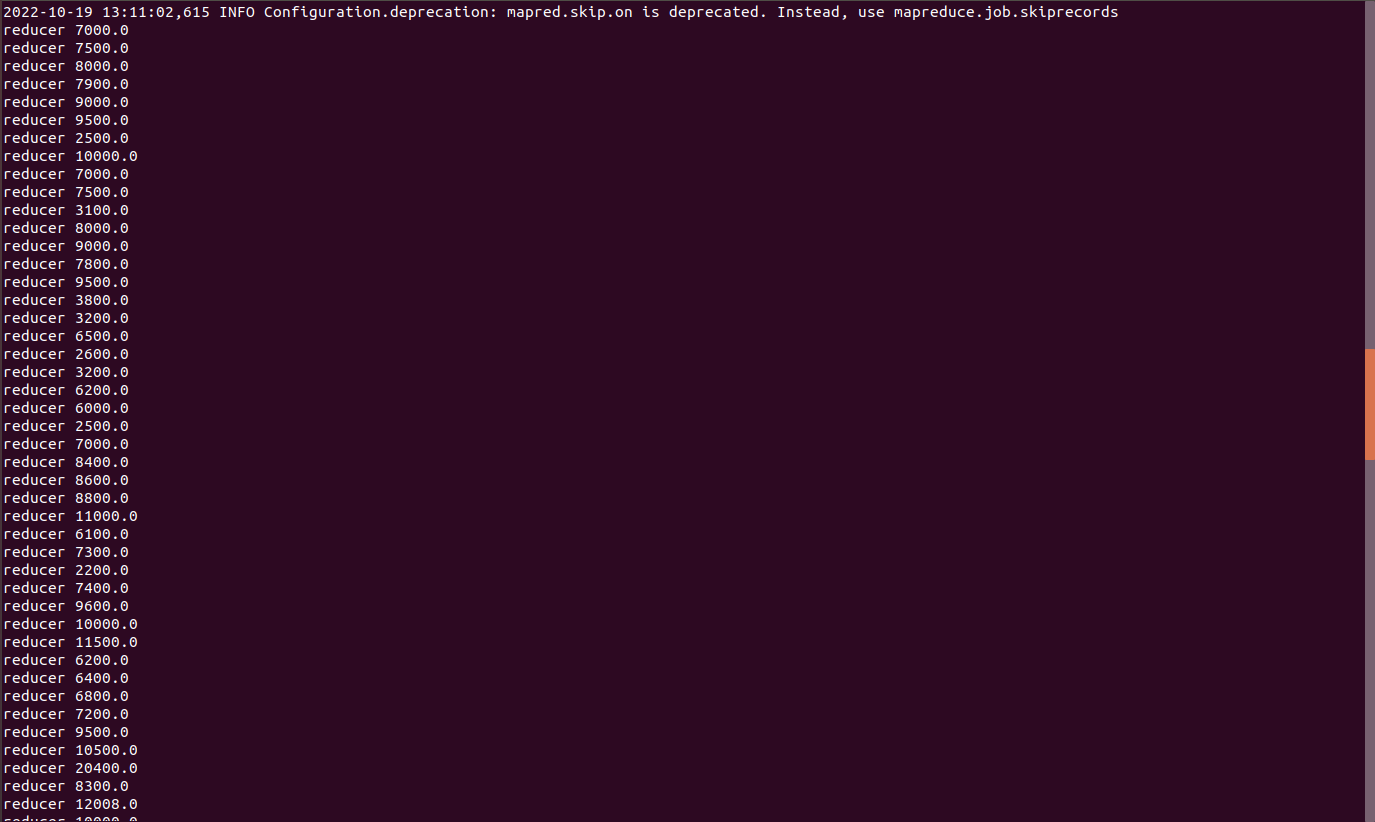 2022-10-19 13:11:02,615 INFO Configuration.deprecation: mapred.skip.on is deprecated. Instead, use mapreduce.job.skiprecords
reducer 7000.0
reducer 7500.0
reducer 8000.0
reducer 7900.0
reducer 9000.0
reducer 9500.0
reducer 2500.0
reducer 10000.0
reducer 7000.0
reducer 7500.0
reducer 3100.0
reducer 8000.0
reducer 9000.0
reducer 7800.0
reducer 9500.0
reducer 3800.0
reducer 3200.0
reducer 6500.0
reducer 2600.0
reducer 3200.0
reducer 6200.0
reducer 6000.0
reducer 2500.0
reducer 7000.0
reducer 8400.0
reducer 8600.0
reducer 8800.0
reducer 11000.0
reducer 6100.0
reducer 7300.0
reducer 2200.0
reducer 7400.0
reducer 9600.0
reducer 10000.0
reducer 11500.0
reducer 6200.0
reducer 6400.0
reducer 6800.0
reducer 7200.0
reducer 9500.0
reducer 10500.0
reducer 20400.0
reducer 8300.0
reducer 12008.0